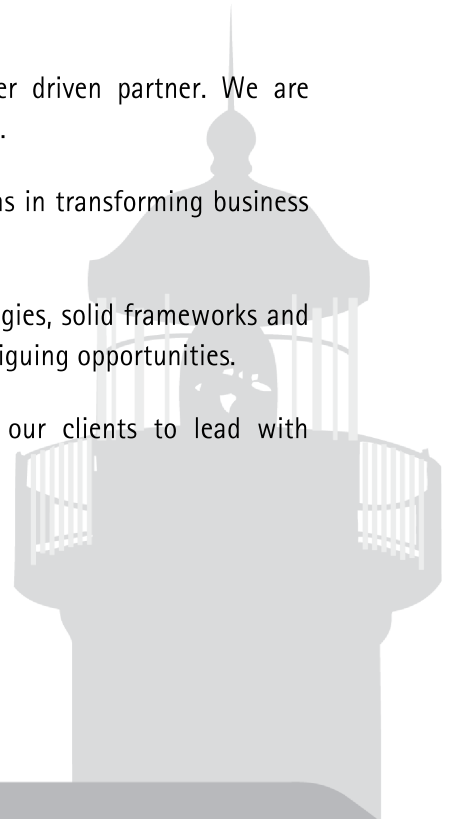 er driven partner. We are
.
ns in transforming business
gies, solid frameworks and
iguing opportunities.
our clients to lead with